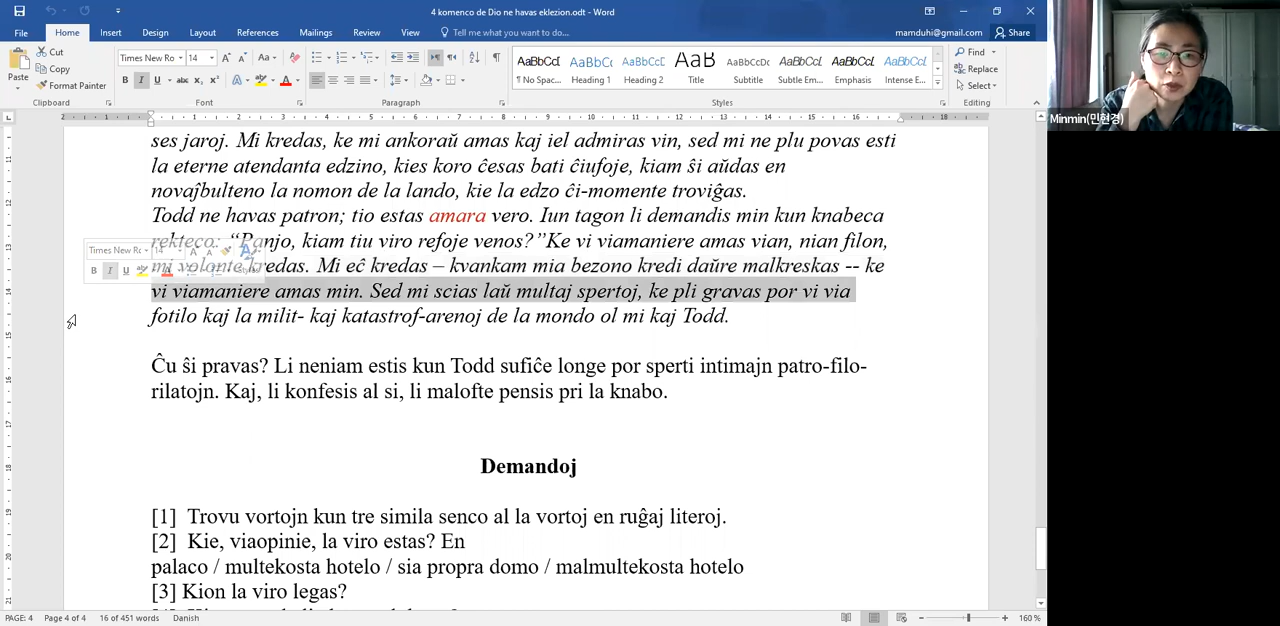 4 komenco de Dio ne havas eklezion.odt - Word
File Home Insert Design Layout References Mailings Review View Tell me what you want to do... mamduhi@gmail.com Share
Paste Cut Copy Format Painter
Times New Ro 14
AaBbCcI AaBbCc AaBbCcD AaB AaBbCcD AaBbCcI AaBbCcI AaBbCcI
¶ No Spac... Heading 1 Heading 2 Title Subtitle Subtle Em... Emphasis Intense E...
Find Replace Select
Clipboard Font Paragraph Styles Editing
Minmin(민현경)
ses jaroj. Mi kredas, ke mi ankoraŭ amas kaj iel admiras vin, sed mi ne plu povas esti
la eterne atendanta edzino, kies koro ĉesas bati ĉiufoje, kiam ŝi aŭdas en
novaĵbulteno la nomon de la lando, kie la edzo ĉi-momente troviĝas.
Todd ne havas patron; tio estas amara vero. Iun tagon li demandis min kun knabeca
rekteco: “Panjo, kiam tiu viro refoje venos?”Ke vi viamaniere amas vian, nian filon,
mi volonte kredas. Mi eĉ kredas – kvankam mia bezono kredi daŭre malkreskas -- ke
vi viamaniere amas min. Sed mi scias laŭ multaj spertoj, ke pli gravas por vi via
fotilo kaj la milit- kaj katastrof-arenoj de la mondo ol mi kaj Todd.
Ĉu ŝi pravas? Li neniam estis kun Todd sufiĉe longe por sperti intimajn patro-filo-
rilatojn. Kaj, li konfesis al si, li malofte pensis pri la knabo.
Demandoj
[1] Trovu vortojn kun tre simila senco al la vortoj en ruĝaj literoj.
[2] Kie, viaopinie, la viro estas? En
palaco / multekosta hotelo / sia propra domo / malmultekosta hotelo
[3] Kion la viro legas?
PAGE: 4 Page 4 of 4 16 of 451 words Danish 160 %